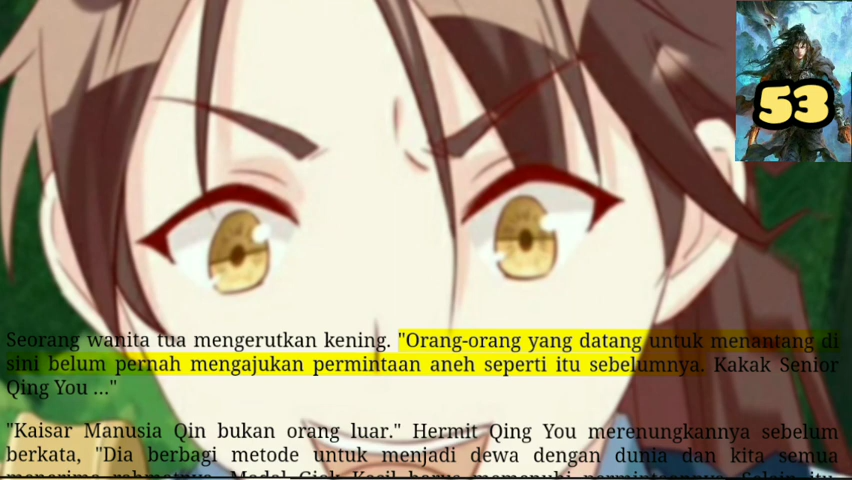 53
Seorang wanita tua mengerutkan kening. "Orang-orang yang datang untuk menantang di
sini belum pernah mengajukan permintaan aneh seperti itu sebelumnya. Kakak Senior
Qing You ..."
"Kaisar Manusia Qin bukan orang luar." Hermit Qing You merenungkannya sebelum
berkata, "Dia berbagi metode untuk menjadi dewa dengan dunia dan kita semua